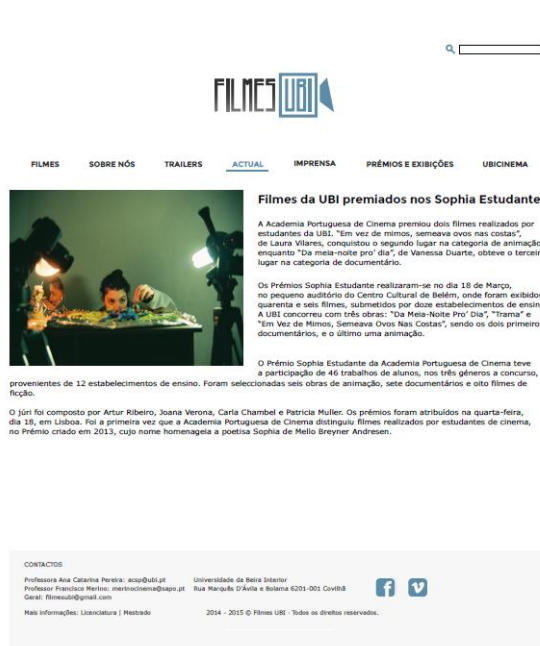 FILMES UBI
FILMES SOBRE NÓS TRAILERS ACTUAL IMPRENSA PRÉMIOS E EXIBIÇÕES UBICINEMA
Filmes da UBI premiados nos Sophia Estudante
A Academia Portuguesa de Cinema premiou dois filmes realizados por
estudantes da UBI. "Em vez de mimos, semeava ovos nas costas",
de Laura Vilares, conquistou o segundo lugar na categoria de animação
enquanto "Da meia-noite pro' dia", de Vanessa Duarte, obteve o terceir
lugar na categoria de documentário.
Os Prémios Sophia Estudante realizaram-se no dia 18 de Março,
no pequeno auditório do Centro Cultural de Belém, onde foram exibidos
quarenta e seis filmes, submetidos por doze estabelecimentos de ensin
A UBI concorreu com três obras: "Da Meia-Noite Pro' Dia", "Trama" e
"Em Vez de Mimos, Semeava Ovos Nas Costas", sendo os dois primeiro
documentários, e o último uma animação.
O Prémio Sophia Estudante da Academia Portuguesa de Cinema teve
a participação de 46 trabalhos de alunos, nos três géneros a concurso,
provenientes de 12 estabelecimentos de ensino. Foram seleccionadas seis obras de animação, sete documentários e oito filmes de
ficção.
O júri foi composto por Artur Ribeiro, Joana Verona, Carla Chambel e Patricia Muller. Os prémios foram atribuídos na quarta-feira,
dia 18, em Lisboa. Foi a primeira vez que a Academia Portuguesa de Cinema distinguiu filmes realizados por estudantes de cinema,
no Prémio criado em 2013, cujo nome homenageia a poetisa Sophia de Mello Breyner Andresen.
CONTACTOS
Professora Ana Catarina Pereira: acsp@ubi.pt Universidade da Beira Interior
Professor Francisco Merino: merinocinema@sapo.pt Rua Marquês D'Ávila e Bolama 6201-001 Covilhã
Geral: filmesubi@gmail.com
Mais informações: Licenciatura | Mestrado 2014 - 2015 © Filmes UBI - Todos os direitos reservados.